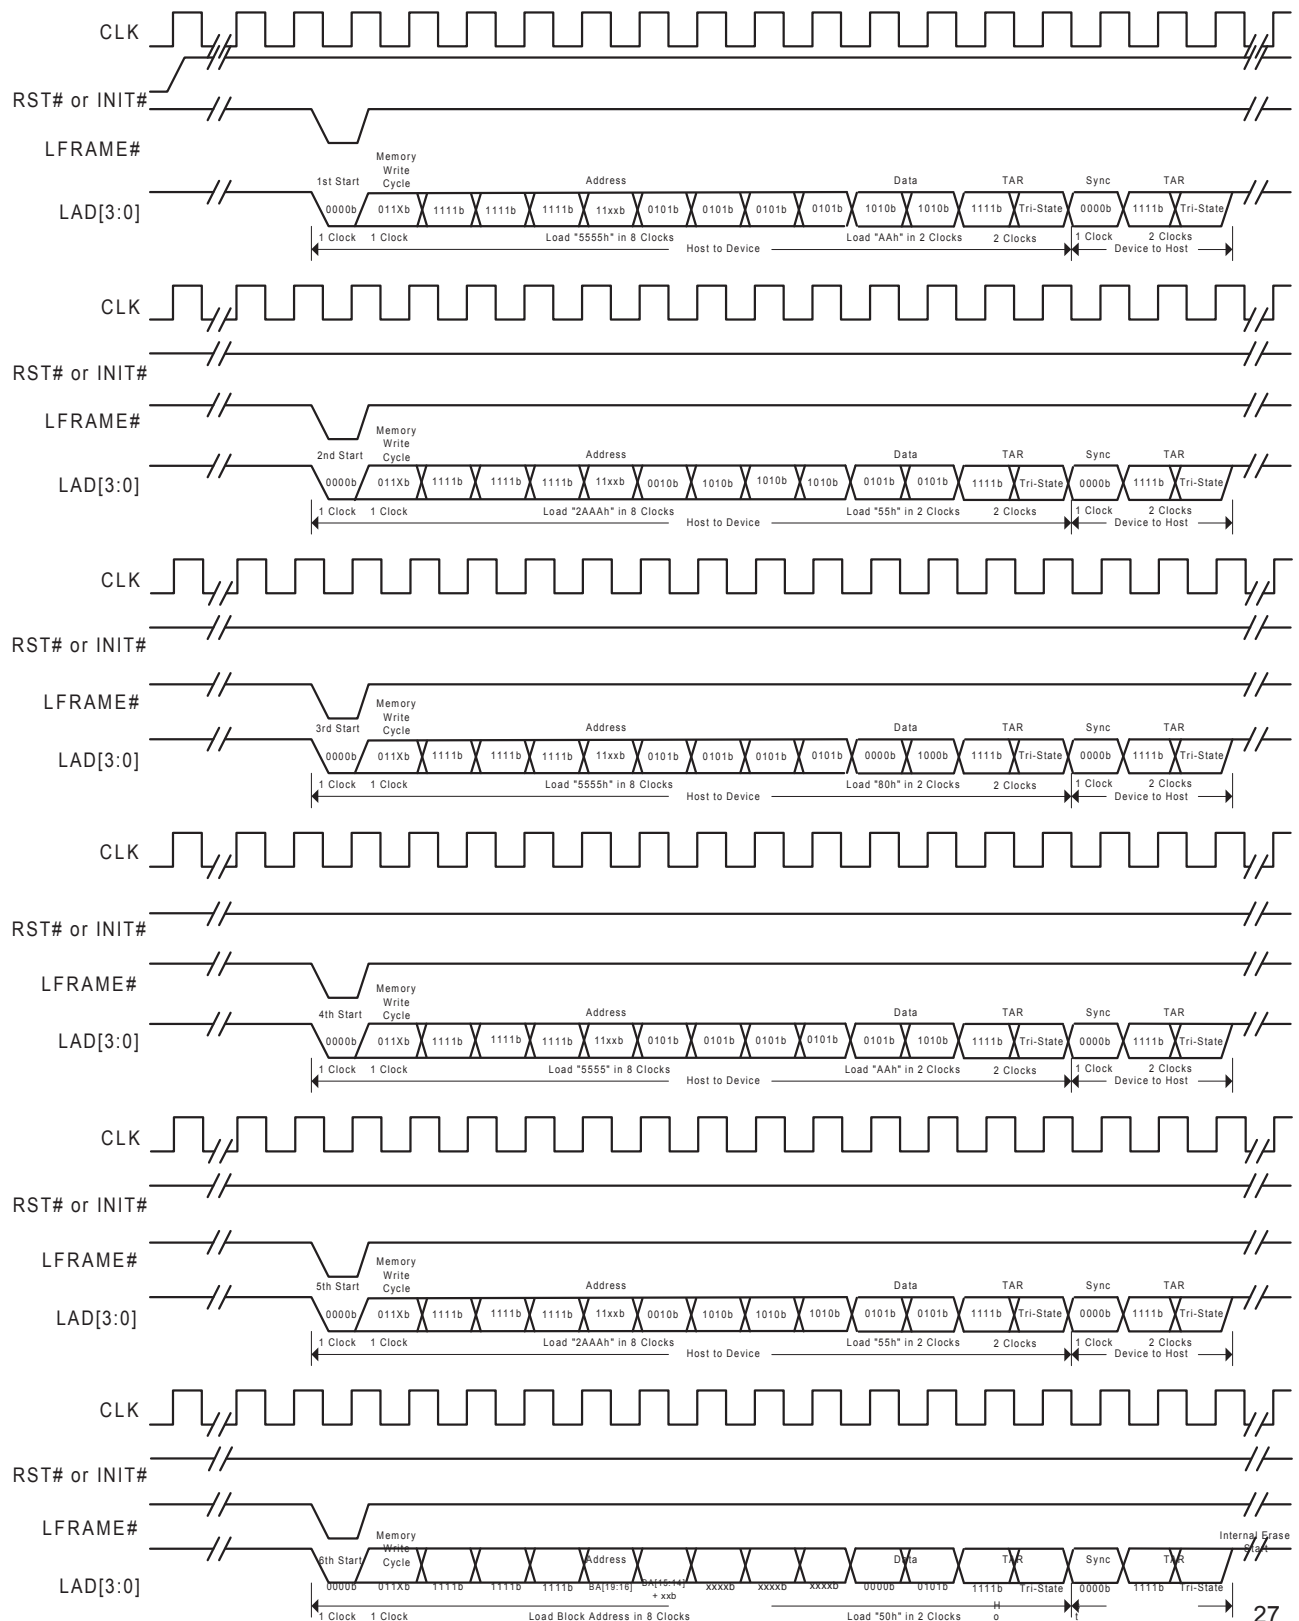 CLK
RST# or INIT#
LFRAME#
Memory
Write
Cycle
1st Start Address Data TAR Sync TAR
LAD[3:0] 0000b 011Xb 1111b 1111b 1111b 11xxb 0101b 0101b 0101b 0101b 1010b 1010b 1111b Tri-State 0000b 1111b Tri-State
1 Clock 1 Clock Load "5555h" in 8 Clocks Load "AAh" in 2 Clocks 2 Clocks 1 Clock 2 Clocks
Host to Device Device to Host
CLK
RST# or INIT#
LFRAME#
Memory
Write
Cycle
2nd Start Address Data TAR Sync TAR
LAD[3:0] 0000b 011Xb 1111b 1111b 1111b 11xxb 0010b 1010b 1010b 1010b 0101b 0101b 1111b Tri-State 0000b 1111b Tri-State
1 Clock 1 Clock Load "2AAAh" in 8 Clocks Load "55h" in 2 Clocks 2 Clocks 1 Clock 2 Clocks
Host to Device Device to Host
CLK
RST# or INIT#
LFRAME#
Memory
Write
Cycle
3rd Start Address Data TAR Sync TAR
LAD[3:0] 0000b 011Xb 1111b 1111b 1111b 11xxb 0101b 0101b 0101b 0101b 0000b 1000b 1111b Tri-State 0000b 1111b Tri-State
1 Clock 1 Clock Load "5555h" in 8 Clocks Load "80h" in 2 Clocks 2 Clocks 1 Clock 2 Clocks
Host to Device Device to Host
CLK
RST# or INIT#
LFRAME#
Memory
Write
Cycle
4th Start Address Data TAR Sync TAR
LAD[3:0] 0000b 011Xb 1111b 1111b 1111b 11xxb 0101b 0101b 0101b 0101b 0101b 1010b 1111b Tri-State 0000b 1111b Tri-State
1 Clock 1 Clock Load "5555" in 8 Clocks Load "AAh" in 2 Clocks 2 Clocks 1 Clock 2 Clocks
Host to Device Device to Host
CLK
RST# or INIT#
LFRAME#
Memory
Write
Cycle
5th Start Address Data TAR Sync TAR
LAD[3:0] 0000b 011Xb 1111b 1111b 1111b 11xxb 0010b 1010b 1010b 1010b 0101b 0101b 1111b Tri-State 0000b 1111b Tri-State
1 Clock 1 Clock Load "2AAAh" in 8 Clocks Load "55h" in 2 Clocks 2 Clocks 1 Clock 2 Clocks
Host to Device Device to Host
CLK
RST# or INIT#
LFRAME#
Memory
Write
Cycle
Internal Erase
Start
6th Start Address Data TAR Sync TAR
LAD[3:0] 0000b 011Xb 1111b 1111b 1111b BA[19:16] BA[15:14] + xxb xxxxb xxxxb xxxxb 0000b 0101b 1111b Tri-State 0000b 1111b Tri-State
1 Clock 1 Clock Load Block Address in 8 Clocks Load "50h" in 2 Clocks H o t
27